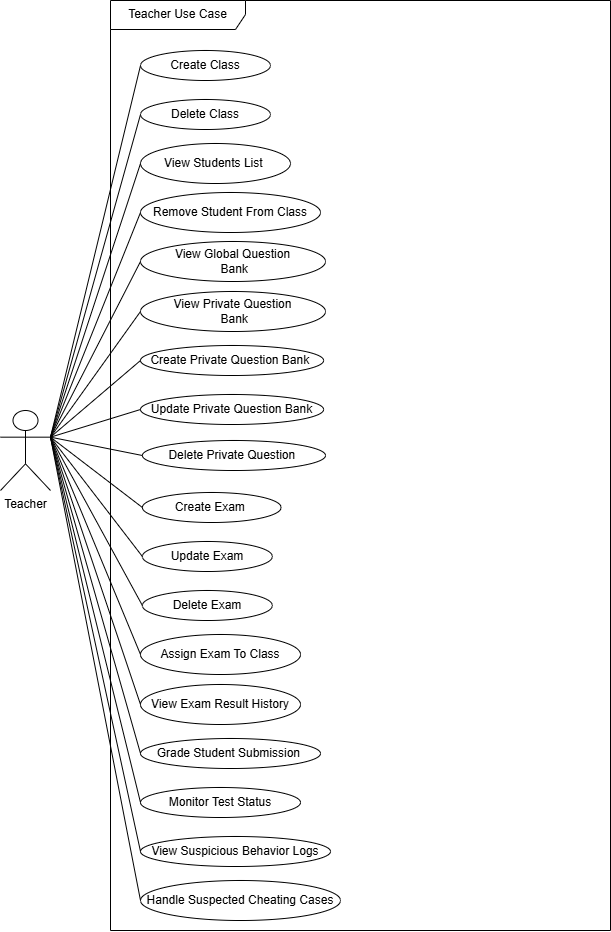 Teacher Use Case
Create Class
Delete Class
View Students List
Remove Student From Class
View Global Question
Bank
View Private Question
Bank
Create Private Question Bank
Update Private Question Bank
Delete Private Question
Teacher
Create Exam
Update Exam
Delete Exam
Assign Exam To Class
View Exam Result History
Grade Student Submission
Monitor Test Status
View Suspicious Behavior Logs
Handle Suspected Cheating Cases